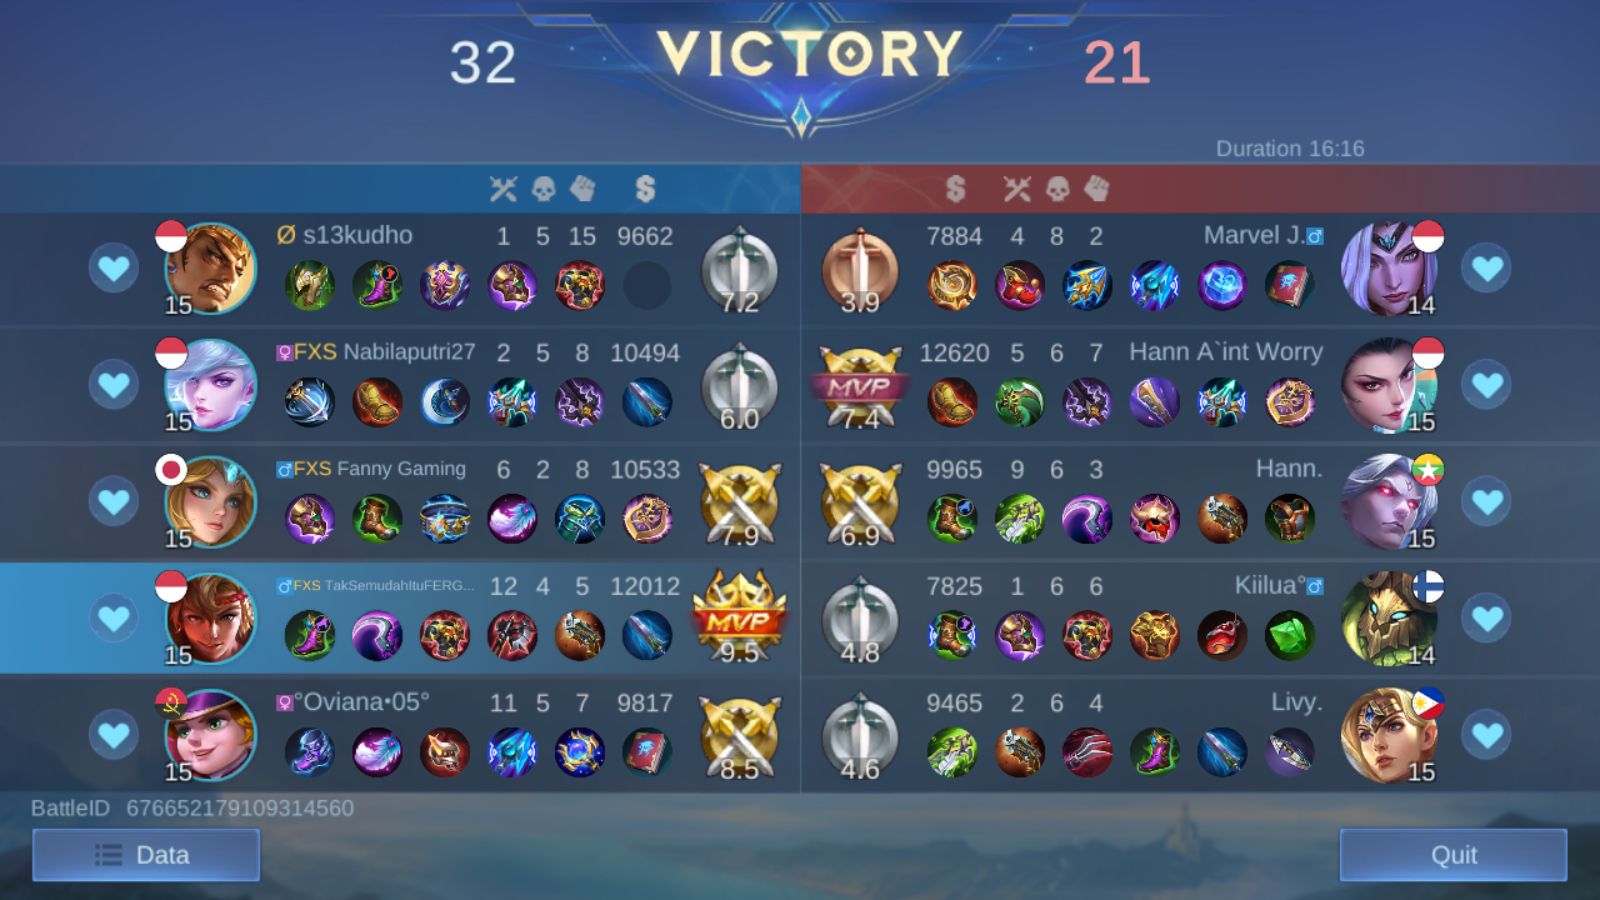 32 VICTORY 21
Duration 16:16
Ø s13kudho 1 5 15 9662
15 7.2
3.9 7884 4 8 2 Marvel J.♂
14
♀FXS Nabilaputri27 2 5 8 10494
15 6.0
MVP 7.4 12620 5 6 7 Hann A`int Worry
15
♂FXS Fanny Gaming 6 2 8 10533
15 7.9
6.9 9965 9 6 3 Hann.
15
♂FXS TakSemudahItuFERG... 12 4 5 12012
15 MVP 9.5
4.8 7825 1 6 6 Kiilua°♂
14
♀°Oviana•05° 11 5 7 9817
15 8.5
4.6 9465 2 6 4 Livy.
15
BattleID 676652179109314560
Data
Quit